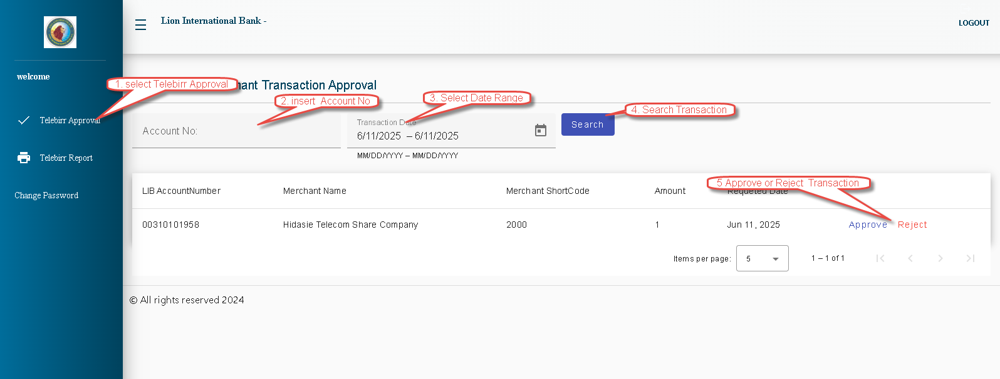 Lion International Bank -
LOGOUT
welcome
1. select Telebirr Approval
ant Transaction Approval
2. insert  Account No
3. Select Date Range
4. Search Transaction
Telebirr Approval
Account No:
Transaction Date
6/11/2025 – 6/11/2025
Search
MM/DD/YYYY – MM/DD/YYYY
Telebirr Report
Change Password
5 Approve or Reject  Transaction
LIB AccountNumber Merchant Name Merchant ShortCode Amount Requeted Date
00310101958 Hidasie Telecom Share Company 2000 1 Jun 11, 2025 Approve Reject
Items per page: 5 1 – 1 of 1
© All rights reserved 2024